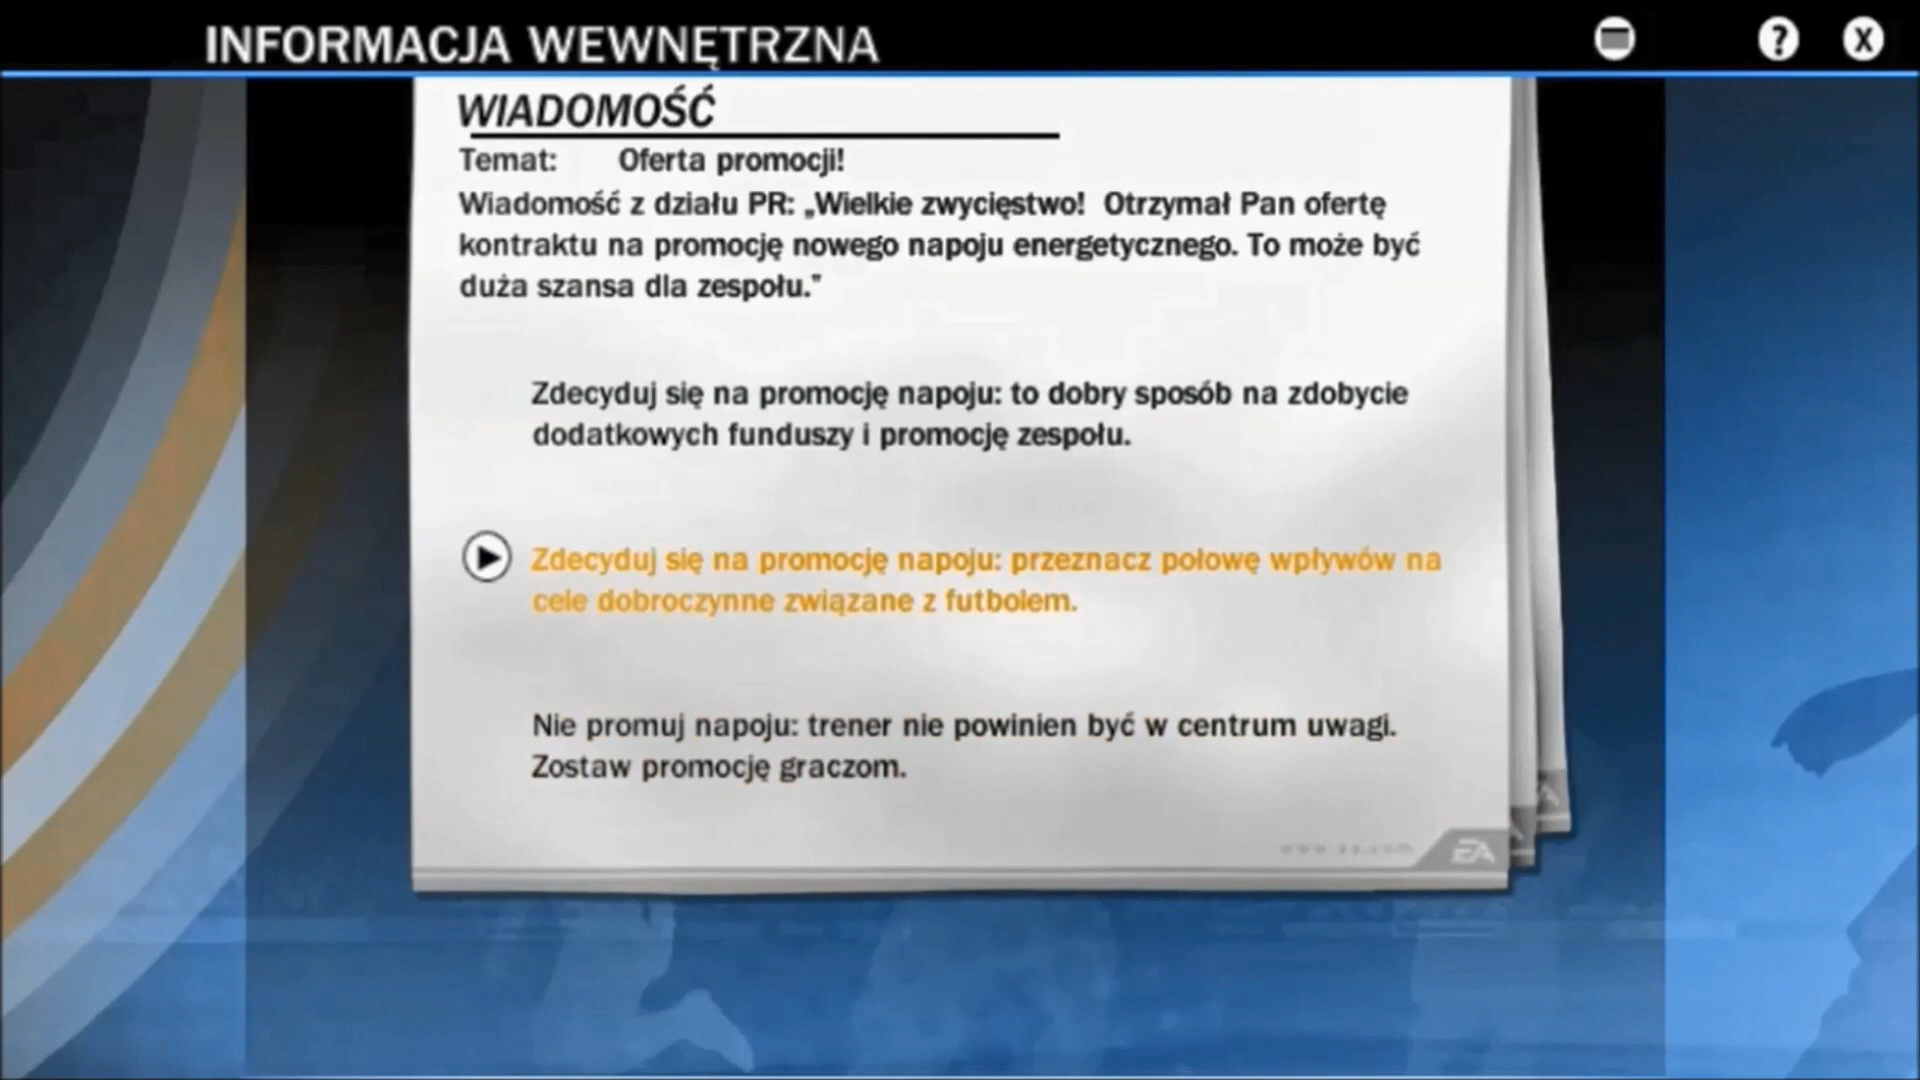 INFORMACJA WEWNĘTRZNA
? X
WIADOMOŚĆ
Temat: Oferta promocji!
Wiadomość z działu PR: „Wielkie zwycięstwo! Otrzymał Pan ofertę
kontraktu na promocję nowego napoju energetycznego. To może być
duża szansa dla zespołu."
Zdecyduj się na promocję napoju: to dobry sposób na zdobycie
dodatkowych funduszy i promocję zespołu.
Zdecyduj się na promocję napoju: przeznacz połowę wpływów na
cele dobroczynne związane z futbolem.
Nie promuj napoju: trener nie powinien być w centrum uwagi.
Zostaw promocję graczom.
EA